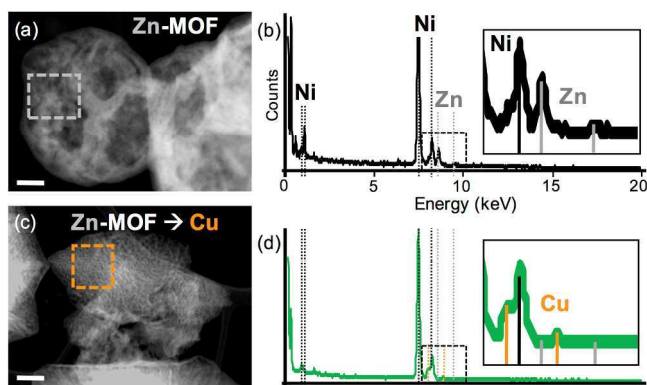 (a) Zn-MOF
(b)
Ni
Ni
Zn
Counts
0 5 10 15 20
Energy (keV)
Ni
Zn
(c) Zn-MOF → Cu
(d)
Cu